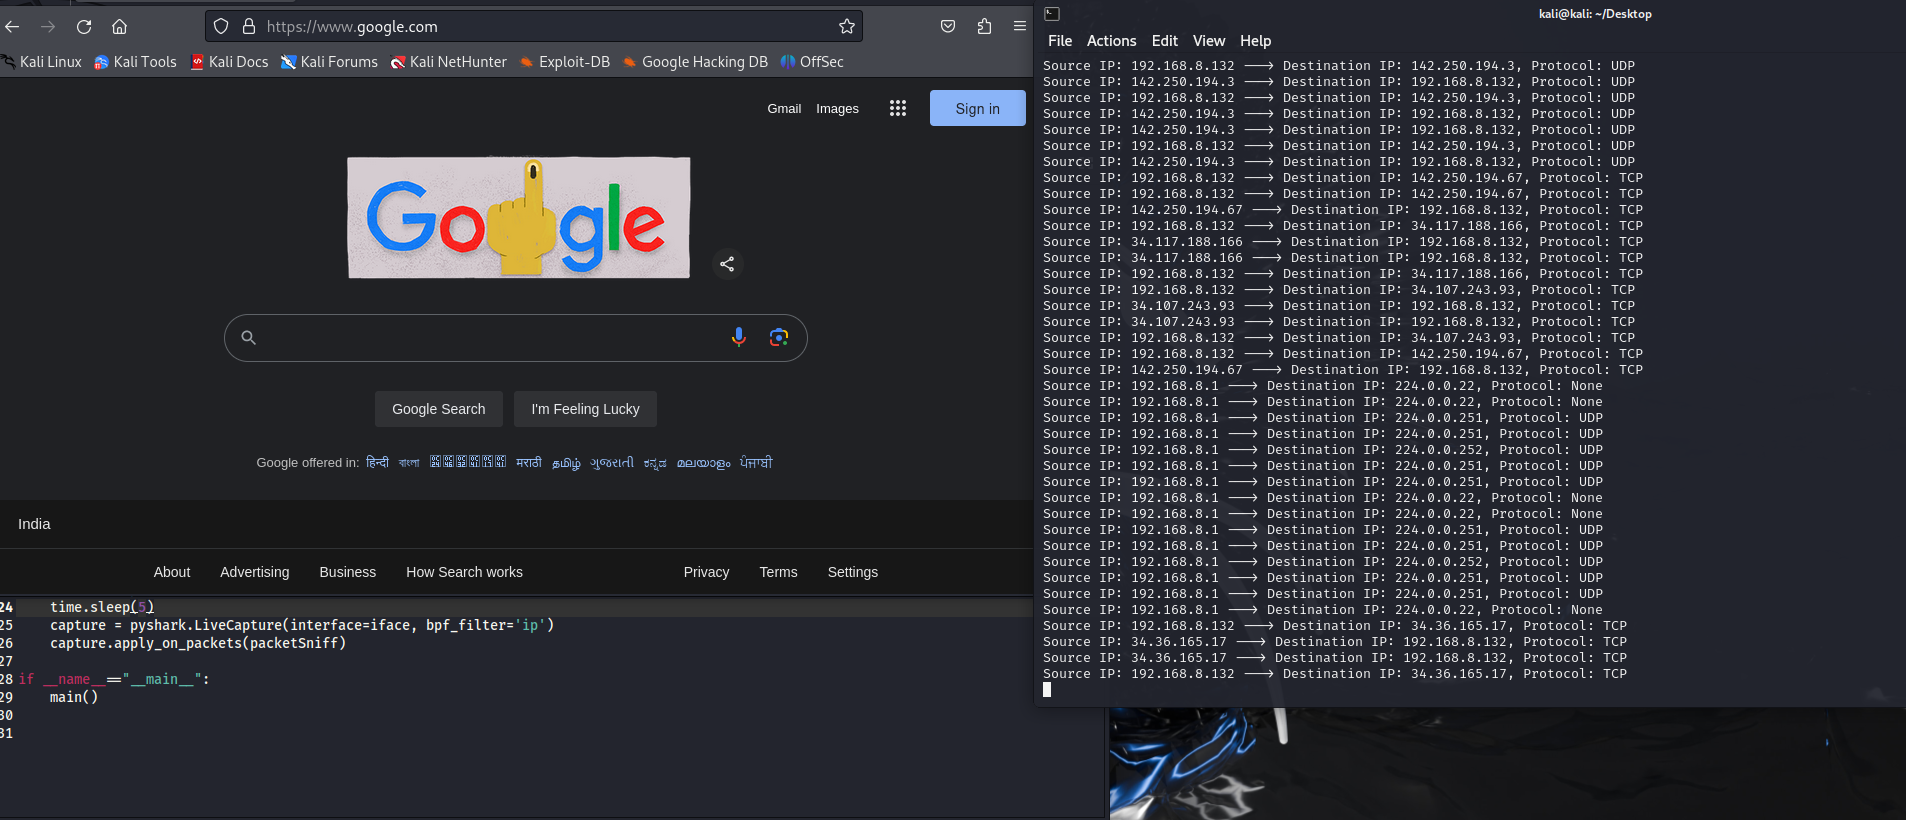 https://www.google.com
Kali Linux Kali Tools Kali Docs Kali Forums Kali NetHunter Exploit-DB Google Hacking DB OffSec
Gmail Images Sign in
Google
Google Search I'm Feeling Lucky
Google offered in: हिन्दी বাংলা मराठी தமிழ் ગુજરાતી ಕನ್ನಡ മലയാളം ਪੰਜਾਬੀ
India
About Advertising Business How Search works Privacy Terms Settings
24 time.sleep(5)
25 capture = pyshark.LiveCapture(interface=iface, bpf_filter='ip')
26 capture.apply_on_packets(packetSniff)
27
28 if __name__=="__main__":
29 main()
30
31
kali@kali: ~/Desktop
File Actions Edit View Help
Source IP: 192.168.8.132 ---> Destination IP: 142.250.194.3, Protocol: UDP
Source IP: 142.250.194.3 ---> Destination IP: 192.168.8.132, Protocol: UDP
Source IP: 192.168.8.132 ---> Destination IP: 142.250.194.3, Protocol: UDP
Source IP: 142.250.194.3 ---> Destination IP: 192.168.8.132, Protocol: UDP
Source IP: 142.250.194.3 ---> Destination IP: 192.168.8.132, Protocol: UDP
Source IP: 192.168.8.132 ---> Destination IP: 142.250.194.3, Protocol: UDP
Source IP: 142.250.194.3 ---> Destination IP: 192.168.8.132, Protocol: UDP
Source IP: 192.168.8.132 ---> Destination IP: 142.250.194.67, Protocol: TCP
Source IP: 192.168.8.132 ---> Destination IP: 142.250.194.67, Protocol: TCP
Source IP: 142.250.194.67 ---> Destination IP: 192.168.8.132, Protocol: TCP
Source IP: 192.168.8.132 ---> Destination IP: 34.117.188.166, Protocol: TCP
Source IP: 34.117.188.166 ---> Destination IP: 192.168.8.132, Protocol: TCP
Source IP: 34.117.188.166 ---> Destination IP: 192.168.8.132, Protocol: TCP
Source IP: 192.168.8.132 ---> Destination IP: 34.117.188.166, Protocol: TCP
Source IP: 192.168.8.132 ---> Destination IP: 34.107.243.93, Protocol: TCP
Source IP: 34.107.243.93 ---> Destination IP: 192.168.8.132, Protocol: TCP
Source IP: 34.107.243.93 ---> Destination IP: 192.168.8.132, Protocol: TCP
Source IP: 192.168.8.132 ---> Destination IP: 34.107.243.93, Protocol: TCP
Source IP: 192.168.8.132 ---> Destination IP: 142.250.194.67, Protocol: TCP
Source IP: 142.250.194.67 ---> Destination IP: 192.168.8.132, Protocol: TCP
Source IP: 192.168.8.1 ---> Destination IP: 224.0.0.22, Protocol: None
Source IP: 192.168.8.1 ---> Destination IP: 224.0.0.22, Protocol: None
Source IP: 192.168.8.1 ---> Destination IP: 224.0.0.251, Protocol: UDP
Source IP: 192.168.8.1 ---> Destination IP: 224.0.0.251, Protocol: UDP
Source IP: 192.168.8.1 ---> Destination IP: 224.0.0.252, Protocol: UDP
Source IP: 192.168.8.1 ---> Destination IP: 224.0.0.251, Protocol: UDP
Source IP: 192.168.8.1 ---> Destination IP: 224.0.0.251, Protocol: UDP
Source IP: 192.168.8.1 ---> Destination IP: 224.0.0.22, Protocol: None
Source IP: 192.168.8.1 ---> Destination IP: 224.0.0.22, Protocol: None
Source IP: 192.168.8.1 ---> Destination IP: 224.0.0.251, Protocol: UDP
Source IP: 192.168.8.1 ---> Destination IP: 224.0.0.251, Protocol: UDP
Source IP: 192.168.8.1 ---> Destination IP: 224.0.0.252, Protocol: UDP
Source IP: 192.168.8.1 ---> Destination IP: 224.0.0.251, Protocol: UDP
Source IP: 192.168.8.1 ---> Destination IP: 224.0.0.251, Protocol: UDP
Source IP: 192.168.8.1 ---> Destination IP: 224.0.0.22, Protocol: None
Source IP: 192.168.8.132 ---> Destination IP: 34.36.165.17, Protocol: TCP
Source IP: 34.36.165.17 ---> Destination IP: 192.168.8.132, Protocol: TCP
Source IP: 34.36.165.17 ---> Destination IP: 192.168.8.132, Protocol: TCP
Source IP: 192.168.8.132 ---> Destination IP: 34.36.165.17, Protocol: TCP